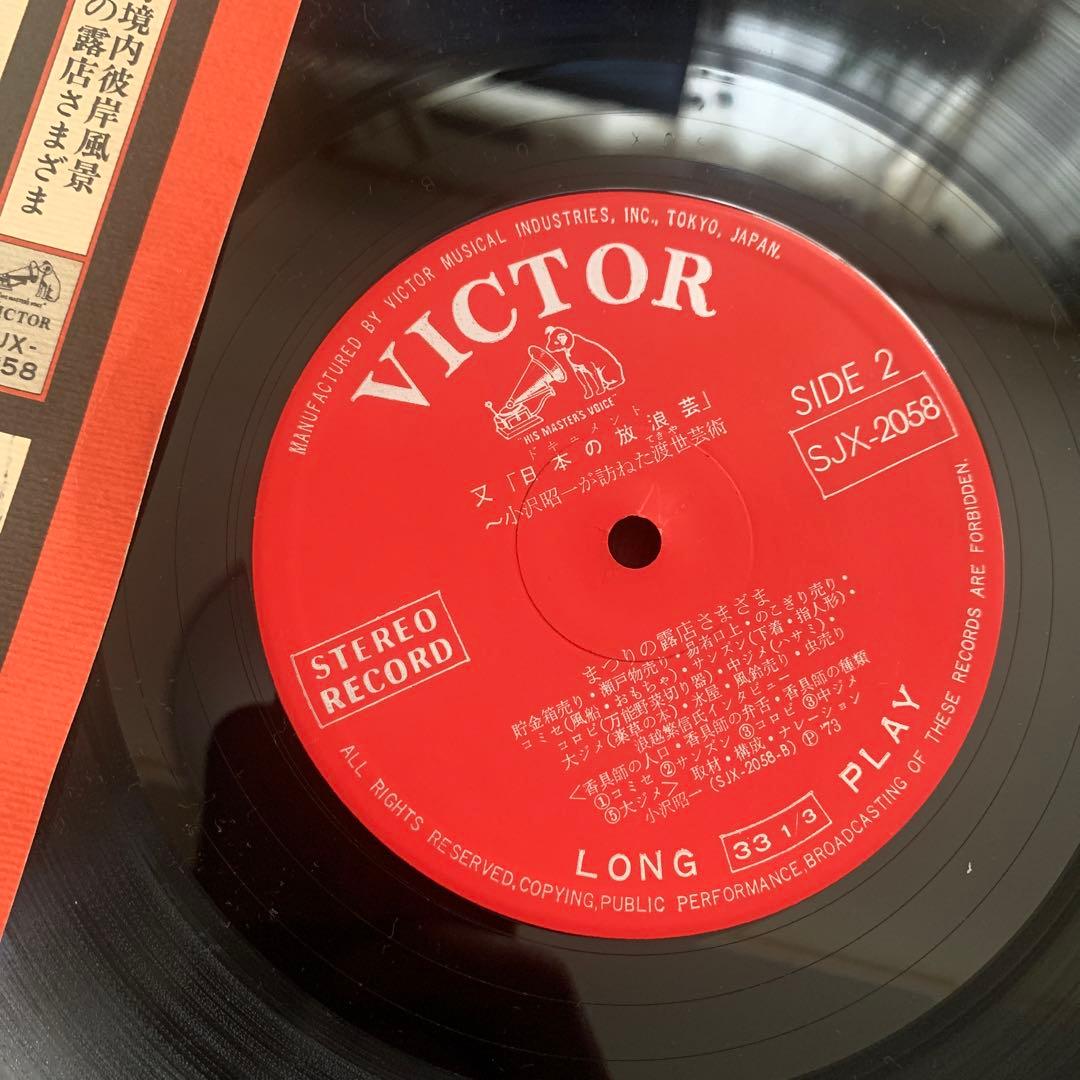 境内彼岸風景
の露店さまざま
VICTOR
SJX-
2058
MANUFACTURED BY VICTOR MUSICAL INDUSTRIES, INC., TOKYO, JAPAN.
VICTOR
"HIS MASTER'S VOICE"
SIDE 2
SJX-2058
ドキュメント
又「日本の放浪芸」
てきや
〜小沢昭一が訪ねた渡世芸術
STEREO
RECORD
まつりの露店さまざま
貯金箱売り・瀬戸物売り・易者口上・のこぎり売り・
コミセ(風船・おもちゃ)・サンスン(下着・指人形)・
コロビ(万能野菜切り器)・中ジメ(ハサミ)・
大ジメ(薬草の本)・水屋・風鈴売り・虫売り
浪越繁信氏インタビュー
<香具師の人口・香具師の弁舌・香具師の種類
①コミセ②サンズン③コロビ③中ジメ
⑤大ジメ> 取材・構成・ナレーション
小沢昭一 (SJX-2058-B) Ⓟ '73
LONG 33 1/3 PLAY
ALL RIGHTS RESERVED, COPYING, PUBLIC PERFORMANCE, BROADCASTING OF THESE RECORDS ARE FORBIDDEN.